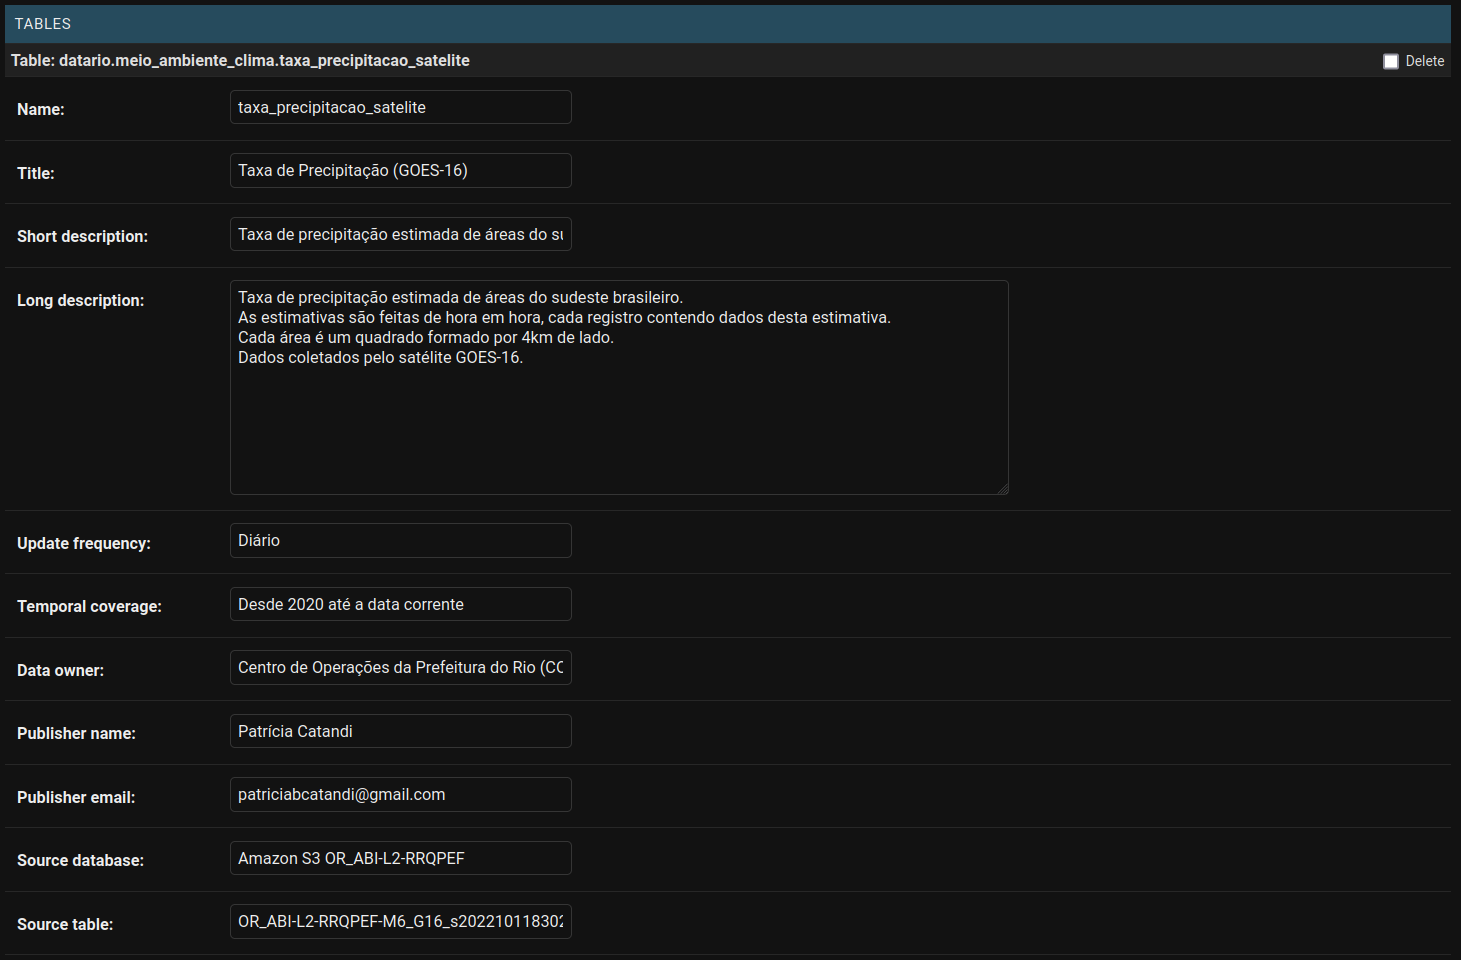 TABLES
Table: datario.meio_ambiente_clima.taxa_precipitacao_satelite
Delete
Name:
taxa_precipitacao_satelite
Title:
Taxa de Precipitação (GOES-16)
Short description:
Taxa de precipitação estimada de áreas do
Long description:
Taxa de precipitação estimada de áreas do sudeste brasileiro.
As estimativas são feitas de hora em hora, cada registro contendo dados desta estimativa.
Cada área é um quadrado formado por 4km de lado.
Dados coletados pelo satélite GOES-16.
Update frequency:
Diário
Temporal coverage:
Desde 2020 até a data corrente
Data owner:
Centro de Operações da Prefeitura do Rio
Publisher name:
Patrícia Catandi
Publisher email:
patriciabcatandi@gmail.com
Source database:
Amazon S3 OR_ABI-L2-RRQPEF
Source table:
OR_ABI-L2-RRQPEF-M6_G16_s20221011830